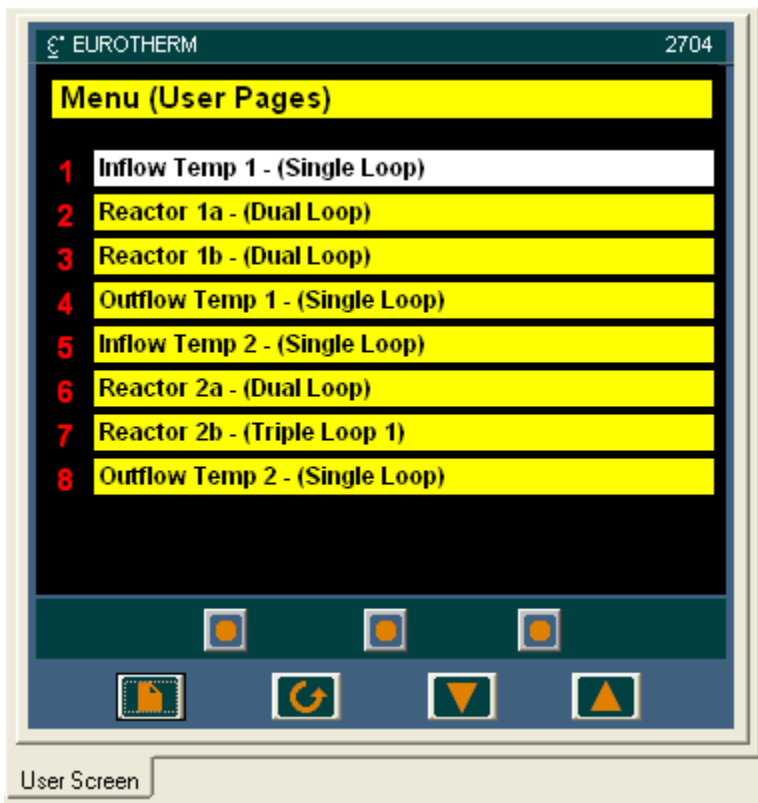 EUROTHERM 2704
Menu (User Pages)
1 Inflow Temp 1 - (Single Loop)
2 Reactor 1a - (Dual Loop)
3 Reactor 1b - (Dual Loop)
4 Outflow Temp 1 - (Single Loop)
5 Inflow Temp 2 - (Single Loop)
6 Reactor 2a - (Dual Loop)
7 Reactor 2b - (Triple Loop 1)
8 Outflow Temp 2 - (Single Loop)
User Screen